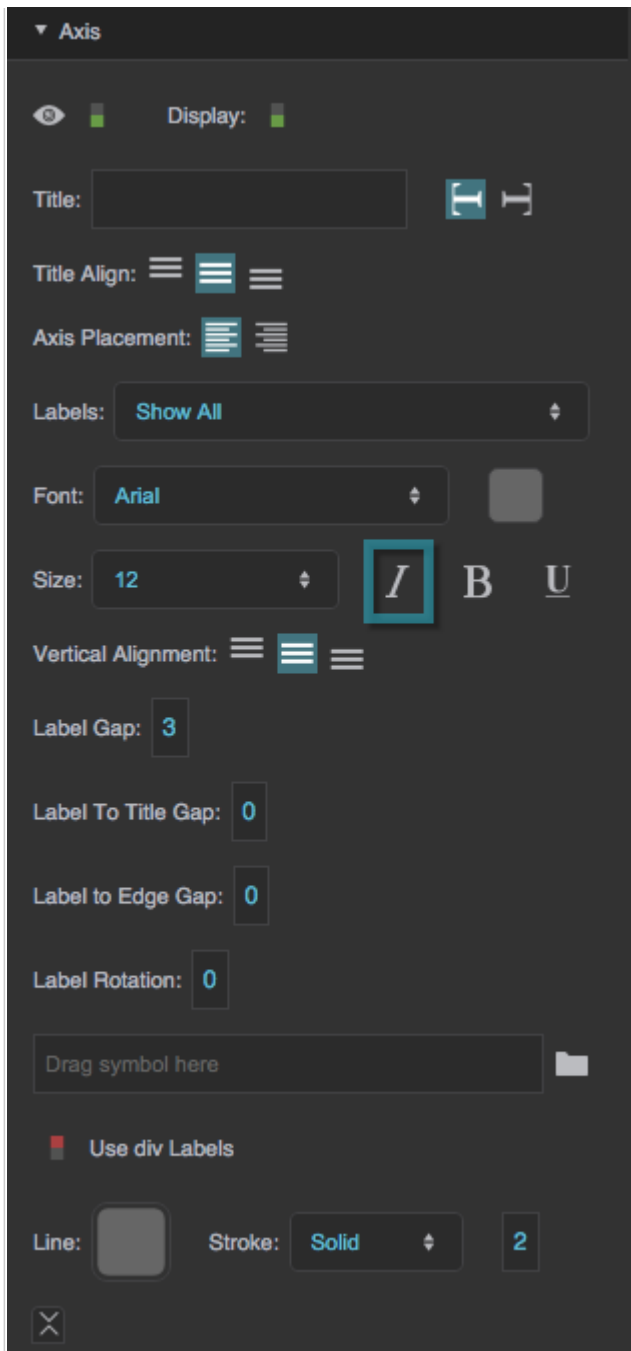 Axis
Display:
Title:
Title Align:
Axis Placement:
Labels: Show All
Font: Arial
Size: 12 I B U
Vertical Alignment:
Label Gap: 3
Label To Title Gap: 0
Label to Edge Gap: 0
Label Rotation: 0
Drag symbol here
Use div Labels
Line: Stroke: Solid 2